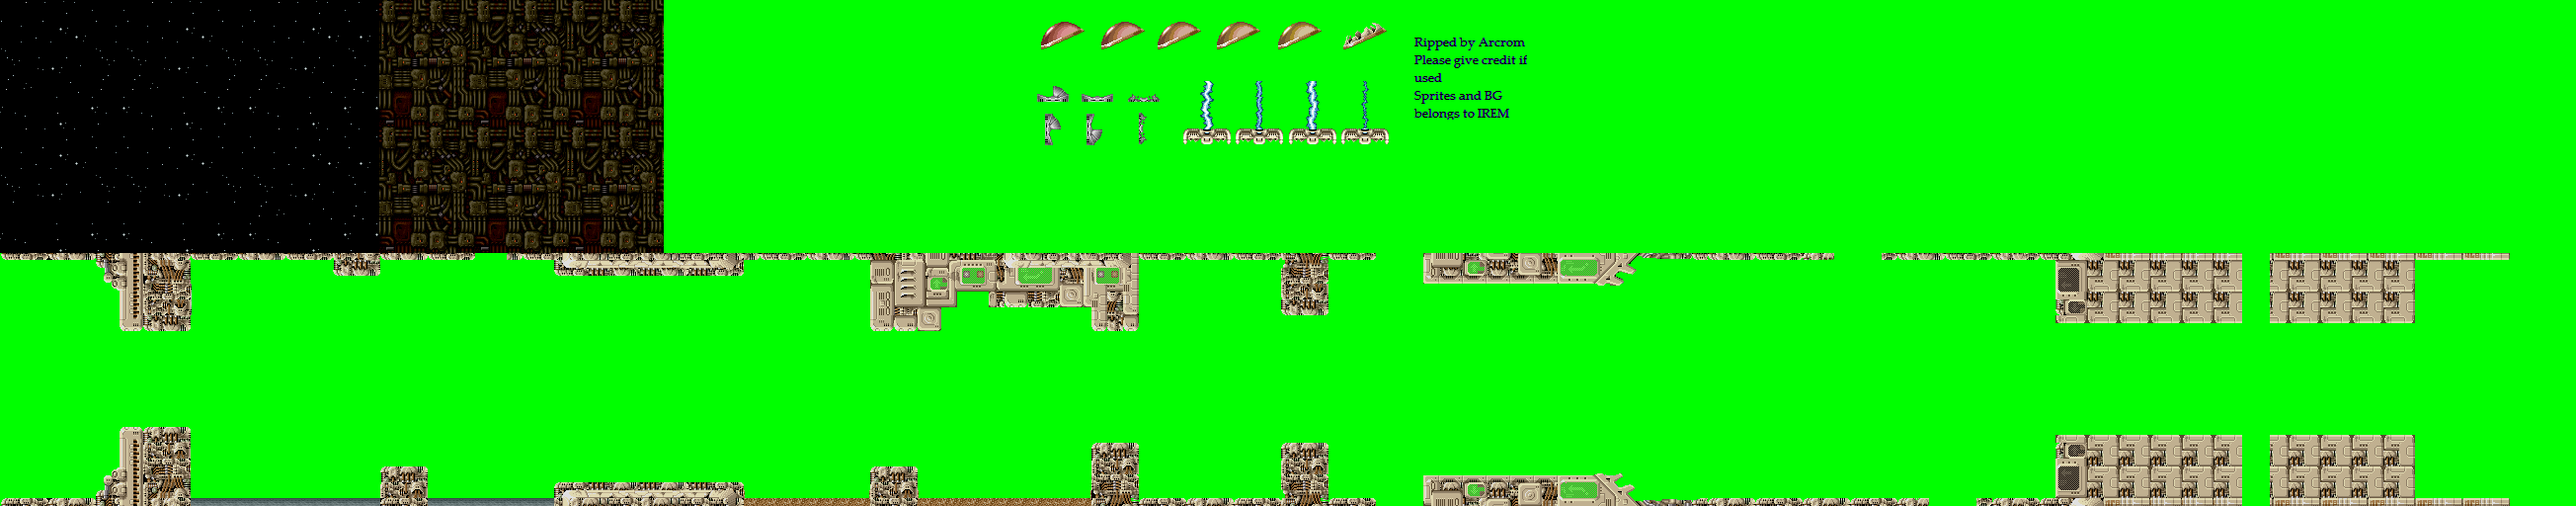 Ripped by Arcrom
Please give credit if
used
Sprites and BG
belongs to IREM